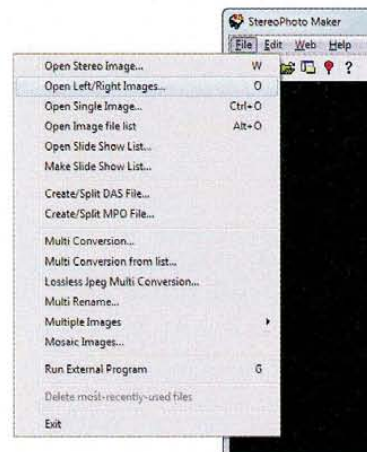 StereoPhoto Maker
File Edit Web Help
Open Stereo Image... W
Open Left/Right Images... O
Open Single Image... Ctrl+O
Open Image file list Alt+O
Open Slide Show List...
Make Slide Show List...
Create/Split DAS File...
Create/Split MPO File...
Multi Conversion...
Multi Conversion from list...
Lossless Jpeg Multi Conversion...
Multi Rename...
Multiple Images
Mosaic Images...
Run External Program G
Delete most-recently-used files
Exit